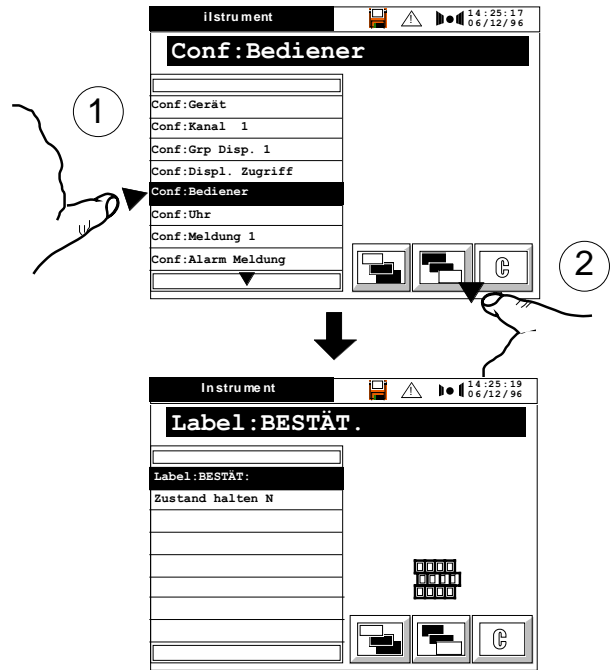 ilstrument
14:25:17
06/12/96
Conf:Bediener
1
Conf:Gerät
Conf:Kanal 1
Conf:Grp Disp. 1
Conf:Displ. Zugriff
Conf:Bediener
Conf:Uhr
Conf:Meldung 1
Conf:Alarm Meldung
C
2
Instrument
14:25:19
06/12/96
Label:BESTÄT.
Label:BESTÄT:
Zustand halten N
C